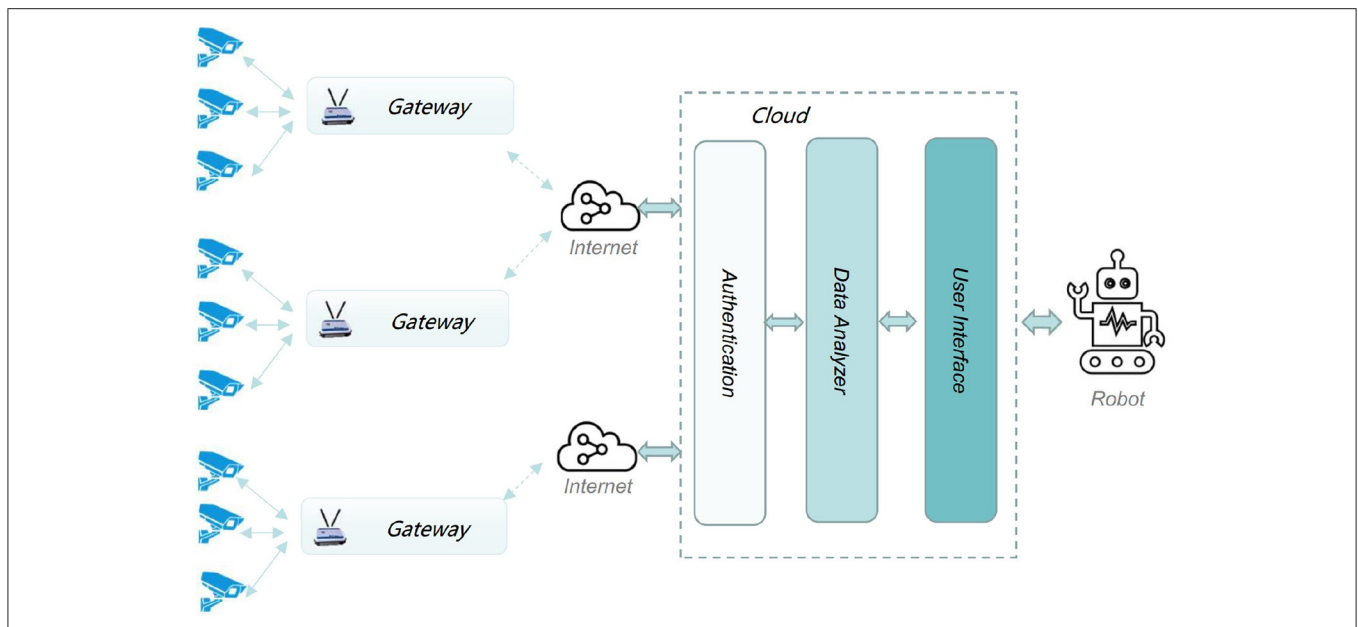 Gateway
Cloud
Internet
Gateway
Authentication
Data Analyzer
User Interface
Robot
Internet
Gateway